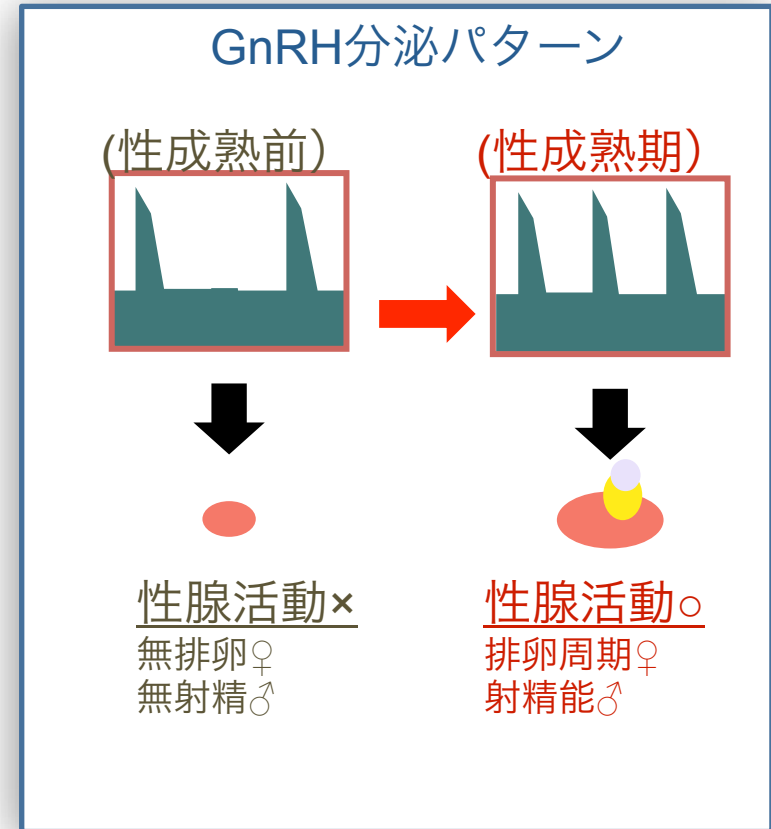 GnRH分泌パターン
(性成熟前）
(性成熟期）
性腺活動×
無排卵♀
無射精♂
性腺活動○
排卵周期♀
射精能♂